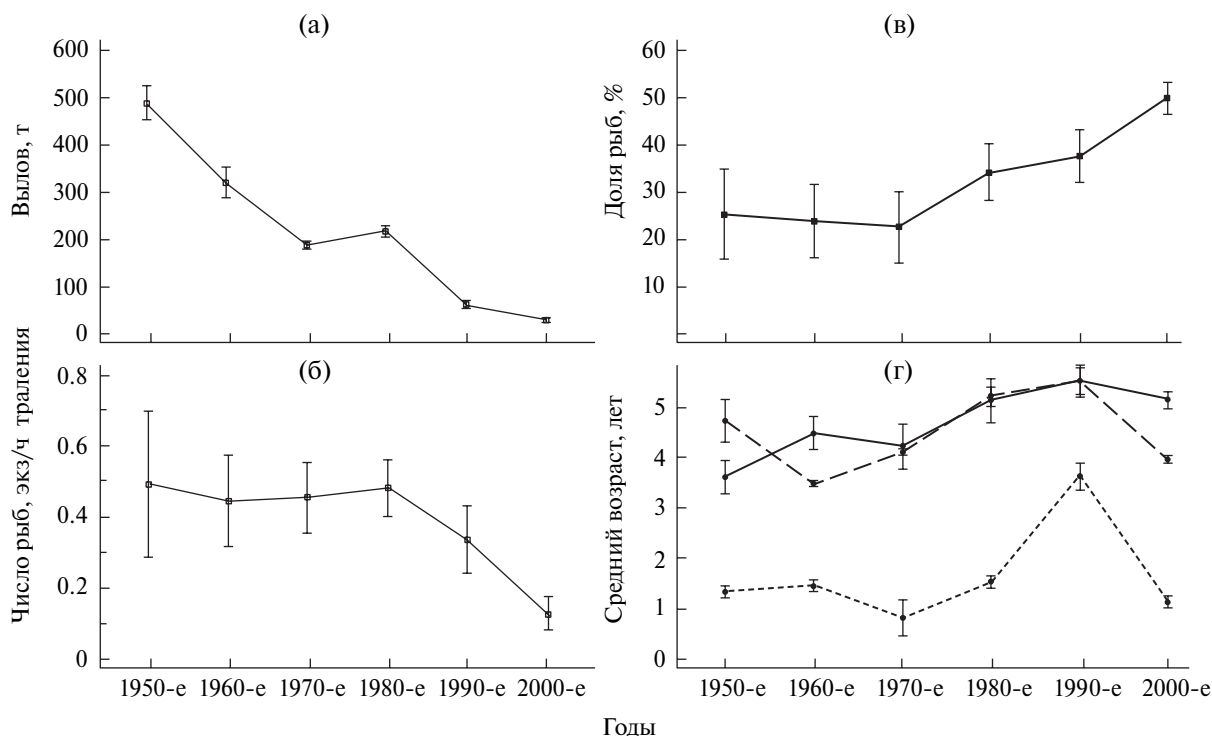 (а)
Вылов, т
600
500
400
300
200
100
0
(в)
Доля рыб, %
60
50
40
30
20
10
(б)
Число рыб, экз/ч траления
0.8
0.6
0.4
0.2
0
1950-е 1960-е 1970-е 1980-е 1990-е 2000-е
(г)
Средний возраст, лет
5
4
3
2
1
0
1950-е 1960-е 1970-е 1980-е 1990-е 2000-е
Годы